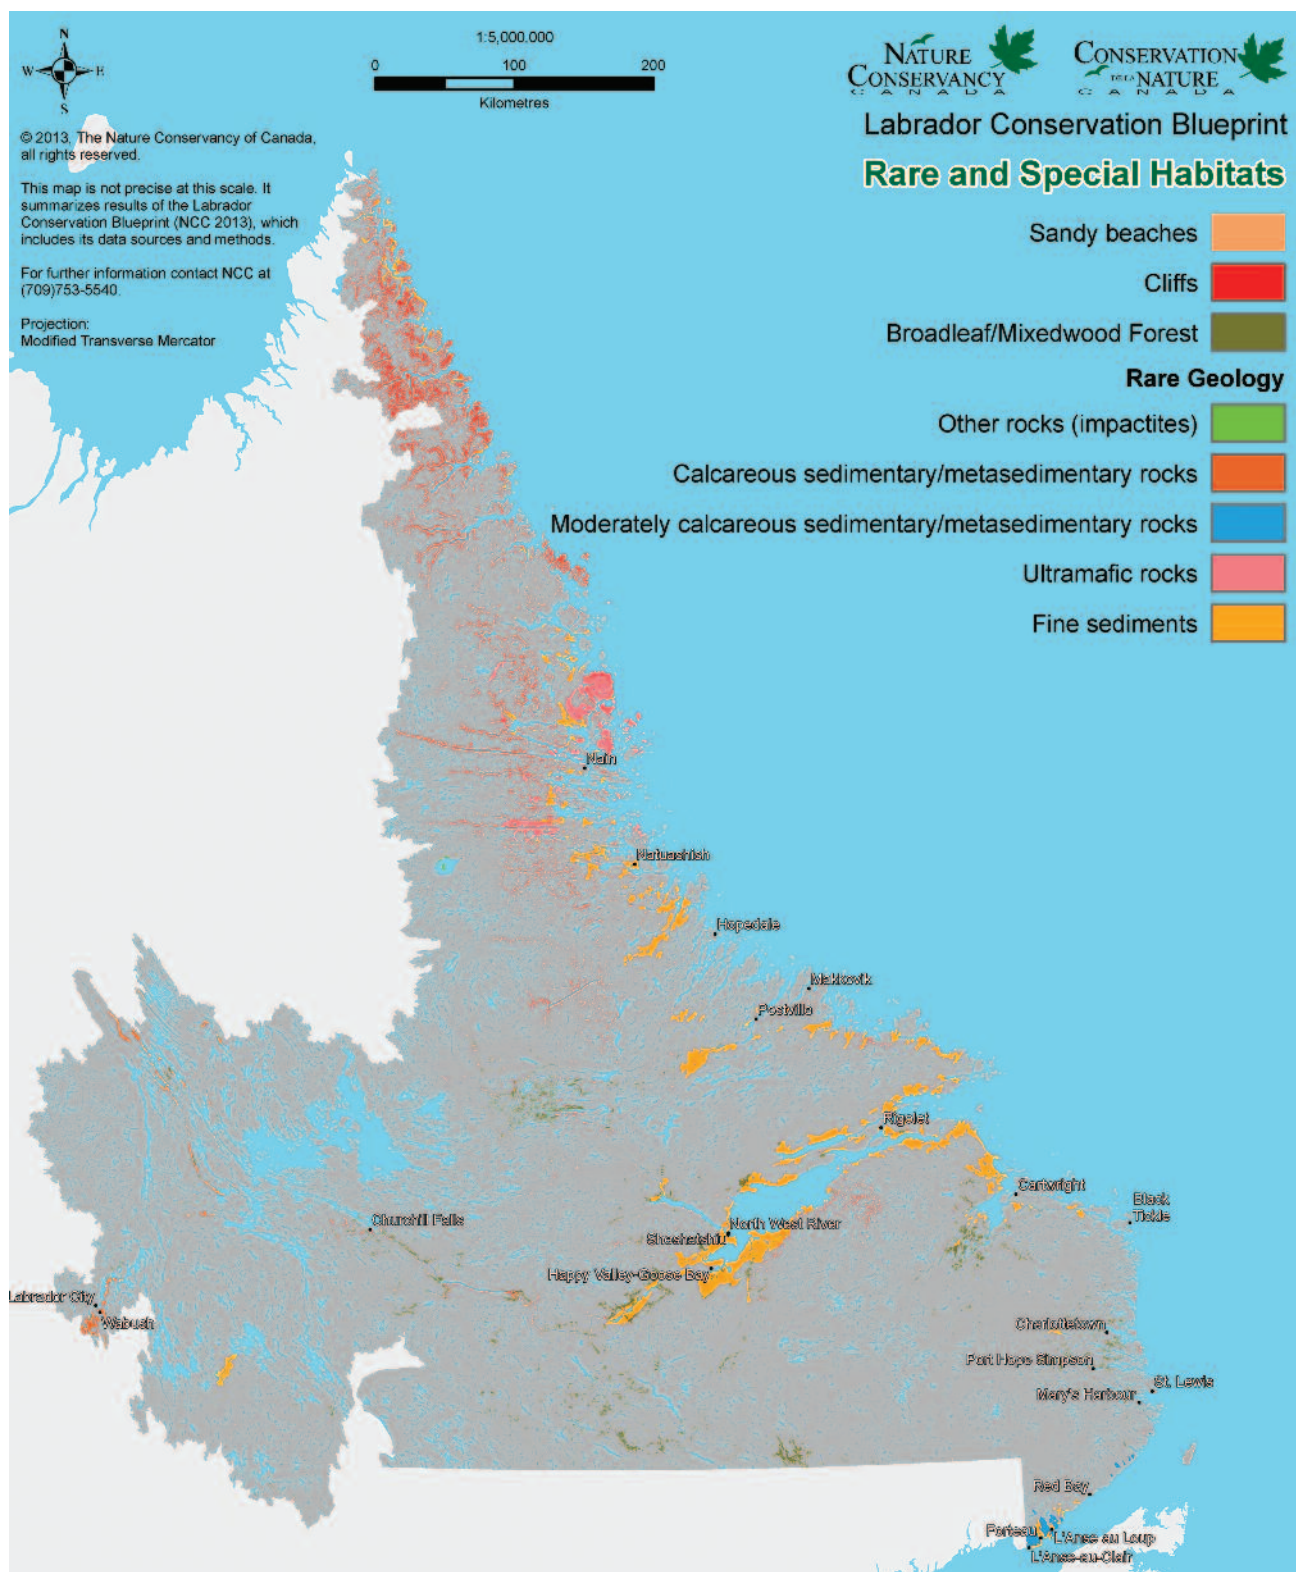 N
W E
S
1:5,000.000
0 100 200
Kilometres
NATURE
CONSERVANCY
CANADA
CONSERVATION
DE LA NATURE
CANADA
Labrador Conservation Blueprint
Rare and Special Habitats
© 2013, The Nature Conservancy of Canada,
all rights reserved.
This map is not precise at this scale. It
summarizes results of the Labrador
Conservation Blueprint (NCC 2013), which
includes its data sources and methods.
For further information contact NCC at
(709)753-5540.
Projection:
Modified Transverse Mercator
Sandy beaches
Cliffs
Broadleaf/Mixedwood Forest
Rare Geology
Other rocks (impactites)
Calcareous sedimentary/metasedimentary rocks
Moderately calcareous sedimentary/metasedimentary rocks
Ultramafic rocks
Fine sediments
Nain
Natuashish
Hopedale
Makkovik
Postville
Rigolet
Cartwright
Black
Tickle
Churchill Falls
North West River
Sheshatshiu
Happy Valley-Goose Bay
Labrador City
Wabush
Charlottetown
Port Hope Simpson
St. Lewis
Mary's Harbour
Red Bay
Forteau
L'Anse au Loup
L'Anse-au-Clair